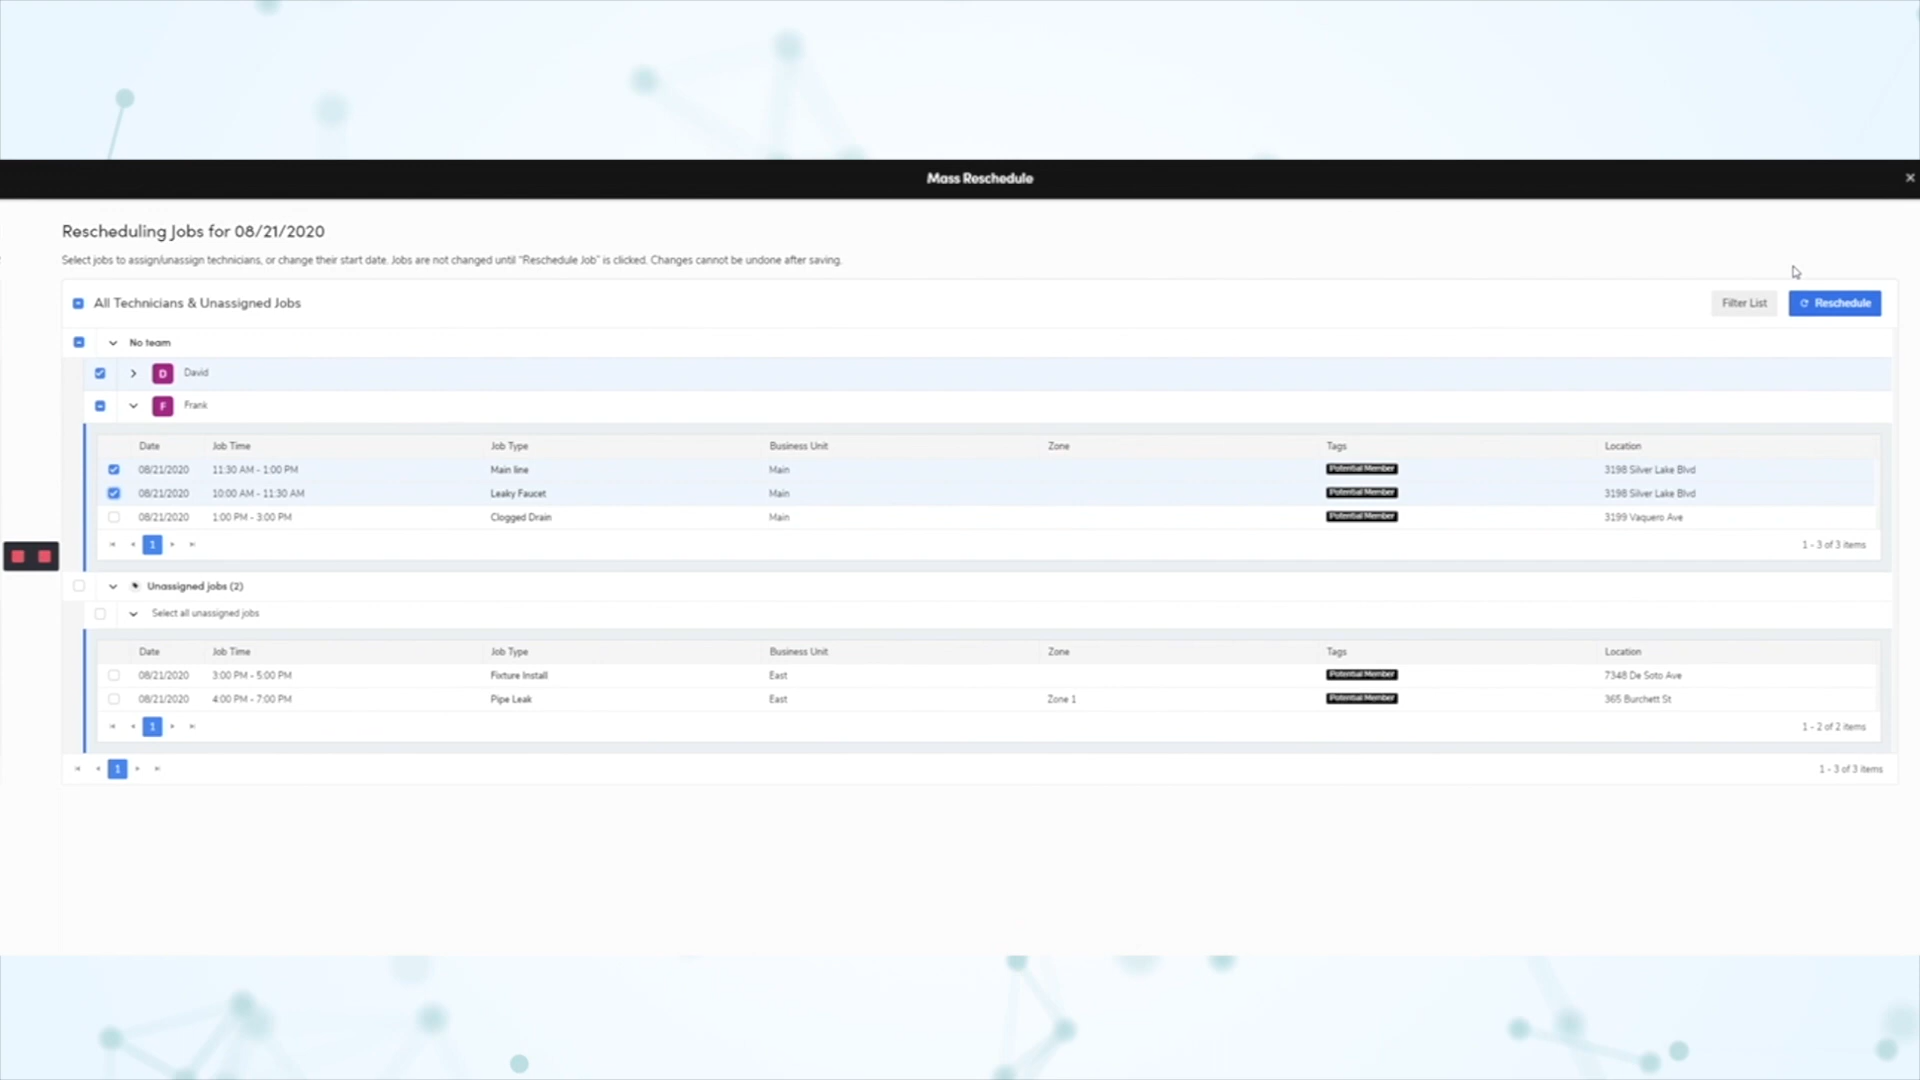 Mass Reschedule
Rescheduling Jobs for 08/21/2020
Select jobs to assign/unassign technicians, or change their start date. Jobs are not changed until "Reschedule Job" is clicked. Changes cannot be undone after saving.
All Technicians & Unassigned Jobs Filter List Reschedule
No team
D David
F Frank
Date Job Time Job Type Business Unit Zone Tags Location
08/21/2020 11:30 AM - 1:00 PM Main line Main Potential Member 3198 Silver Lake Blvd
08/21/2020 10:00 AM - 11:30 AM Leaky Faucet Main Potential Member 3198 Silver Lake Blvd
08/21/2020 1:00 PM - 3:00 PM Clogged Drain Main Potential Member 3199 Vaquero Ave
1 1 - 3 of 3 items
Unassigned jobs (2)
Select all unassigned jobs
Date Job Time Job Type Business Unit Zone Tags Location
08/21/2020 3:00 PM - 5:00 PM Fixture Install East Potential Member 7348 De Soto Ave
08/21/2020 4:00 PM - 7:00 PM Pipe Leak East Zone 1 Potential Member 365 Burchett St
1 1 - 2 of 2 items
1 1 - 3 of 3 items